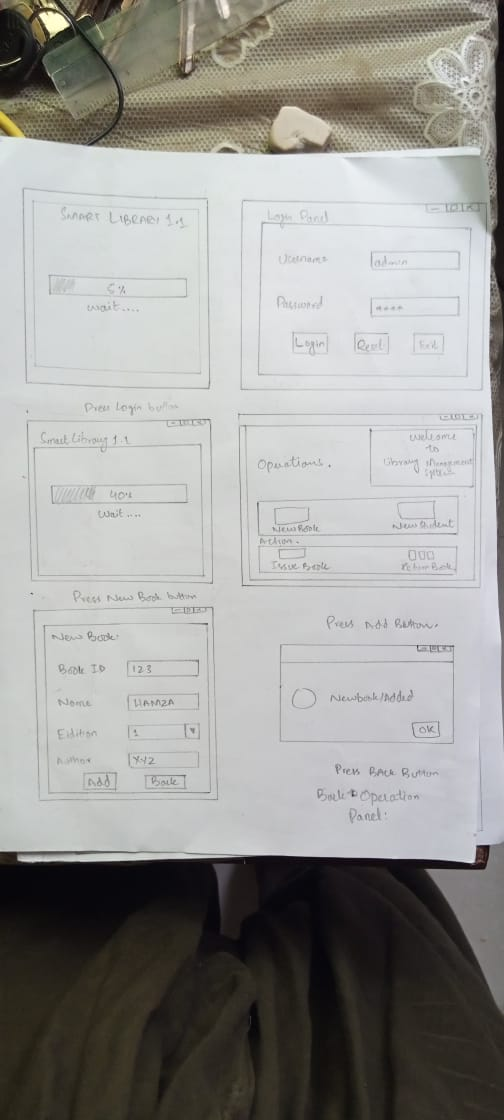 SMART LIBRARY 1.1
5%
wait....
Login Panel
Username
admin
Password
****
Login
Reset
Exit
Press Login button
Smart Library 1.1
40%
Wait....
Operations.
Welcome
to
Library Management
System
New Book
New Student
Action.
Issue Book
Return Book
Press New Book button
New Book:
Book ID
123
Name
HAMZA
Edition
1
Author
XYZ
Add
Back
Press Add Button.
Newbook/Added
OK
Press Back Button
Back to Operation
Panel: